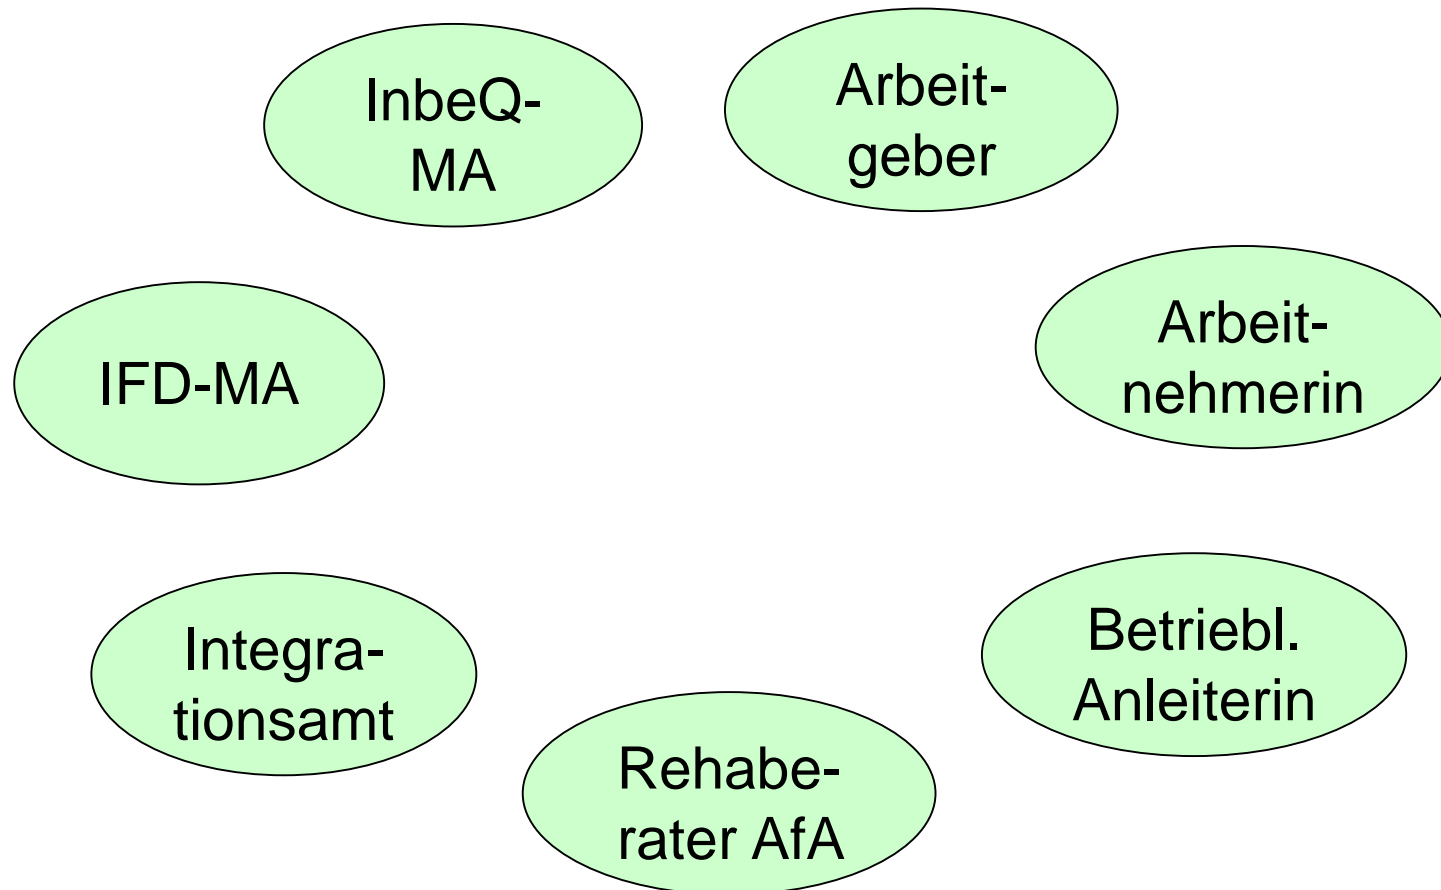 InbeQ-
MA
Arbeit-
geber
Arbeit-
nehmerin
IFD-MA
Betriebl.
Anleiterin
Integra-
tionsamt
Rehabe-
rater AfA